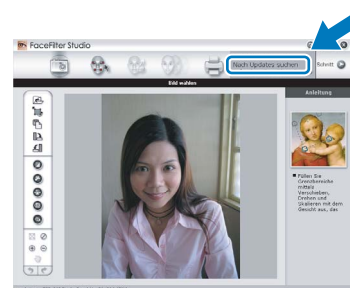 FaceFilter Studio
Nach Updates suchen
Schritt
Bild wählen
Anleitung
Füllen Sie
Grenzbereiche
mittels
Verschieben,
Drehen und
Skalieren mit dem
Gesicht aus, das